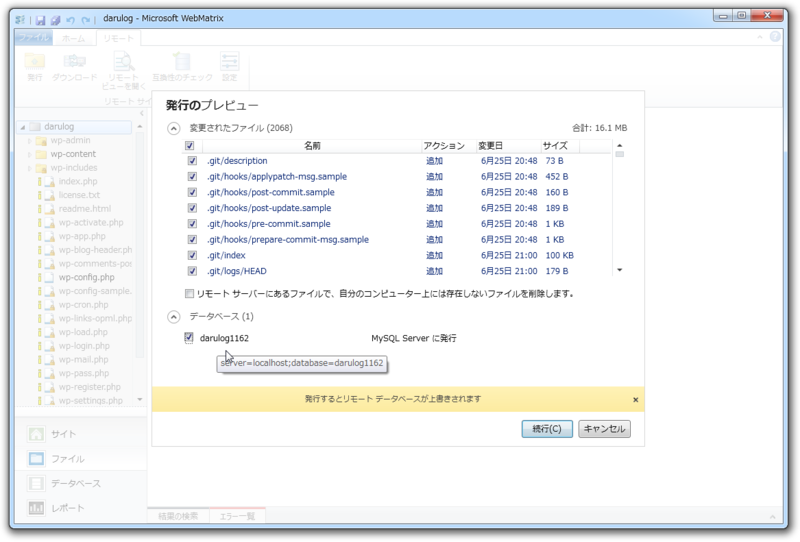 darulog - Microsoft WebMatrix
ファイル ホーム リモート
発行 ダウンロード リモート ビューを開く 互換性のチェック 設定
リモート サイ
darulog
wp-admin
wp-content
wp-includes
index.php
license.txt
readme.html
wp-activate.php
wp-app.php
wp-blog-header.ph
wp-comments-pos
wp-config.php
wp-config-sample.
wp-cron.php
wp-links-opml.php
wp-load.php
wp-login.php
wp-mail.php
wp-pass.php
wp-register.php
wp-settings.php
サイト
ファイル
データベース
レポート
発行のプレビュー
変更されたファイル (2068) 合計: 16.1 MB
名前 アクション 変更日 サイズ
.git/description 追加 6月25日 20:48 73 B
.git/hooks/applypatch-msg.sample 追加 6月25日 20:48 452 B
.git/hooks/post-commit.sample 追加 6月25日 20:48 160 B
.git/hooks/post-update.sample 追加 6月25日 20:48 189 B
.git/hooks/pre-commit.sample 追加 6月25日 20:48 1 KB
.git/hooks/prepare-commit-msg.sample 追加 6月25日 20:48 1 KB
.git/index 追加 6月25日 21:00 100 KB
.git/logs/HEAD 追加 6月25日 21:00 179 B
リモート サーバーにあるファイルで、自分のコンピューター上には存在しないファイルを削除します。
データベース (1)
darulog1162 MySQL Server に発行
server=localhost;database=darulog1162
発行するとリモート データベースが上書きされます
続行(C) キャンセル
結果の検索 エラー一覧